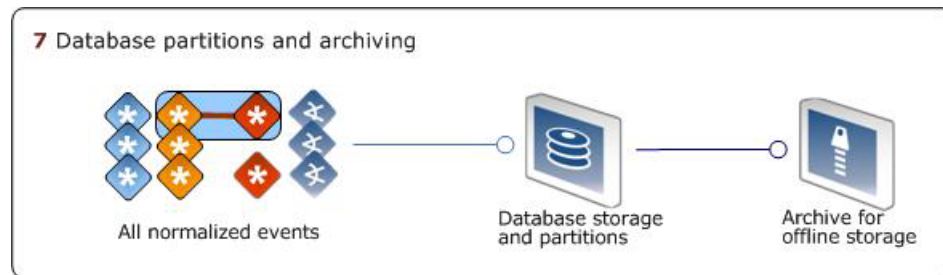 7 Database partitions and archiving
All normalized events
Database storage
and partitions
Archive for
offline storage